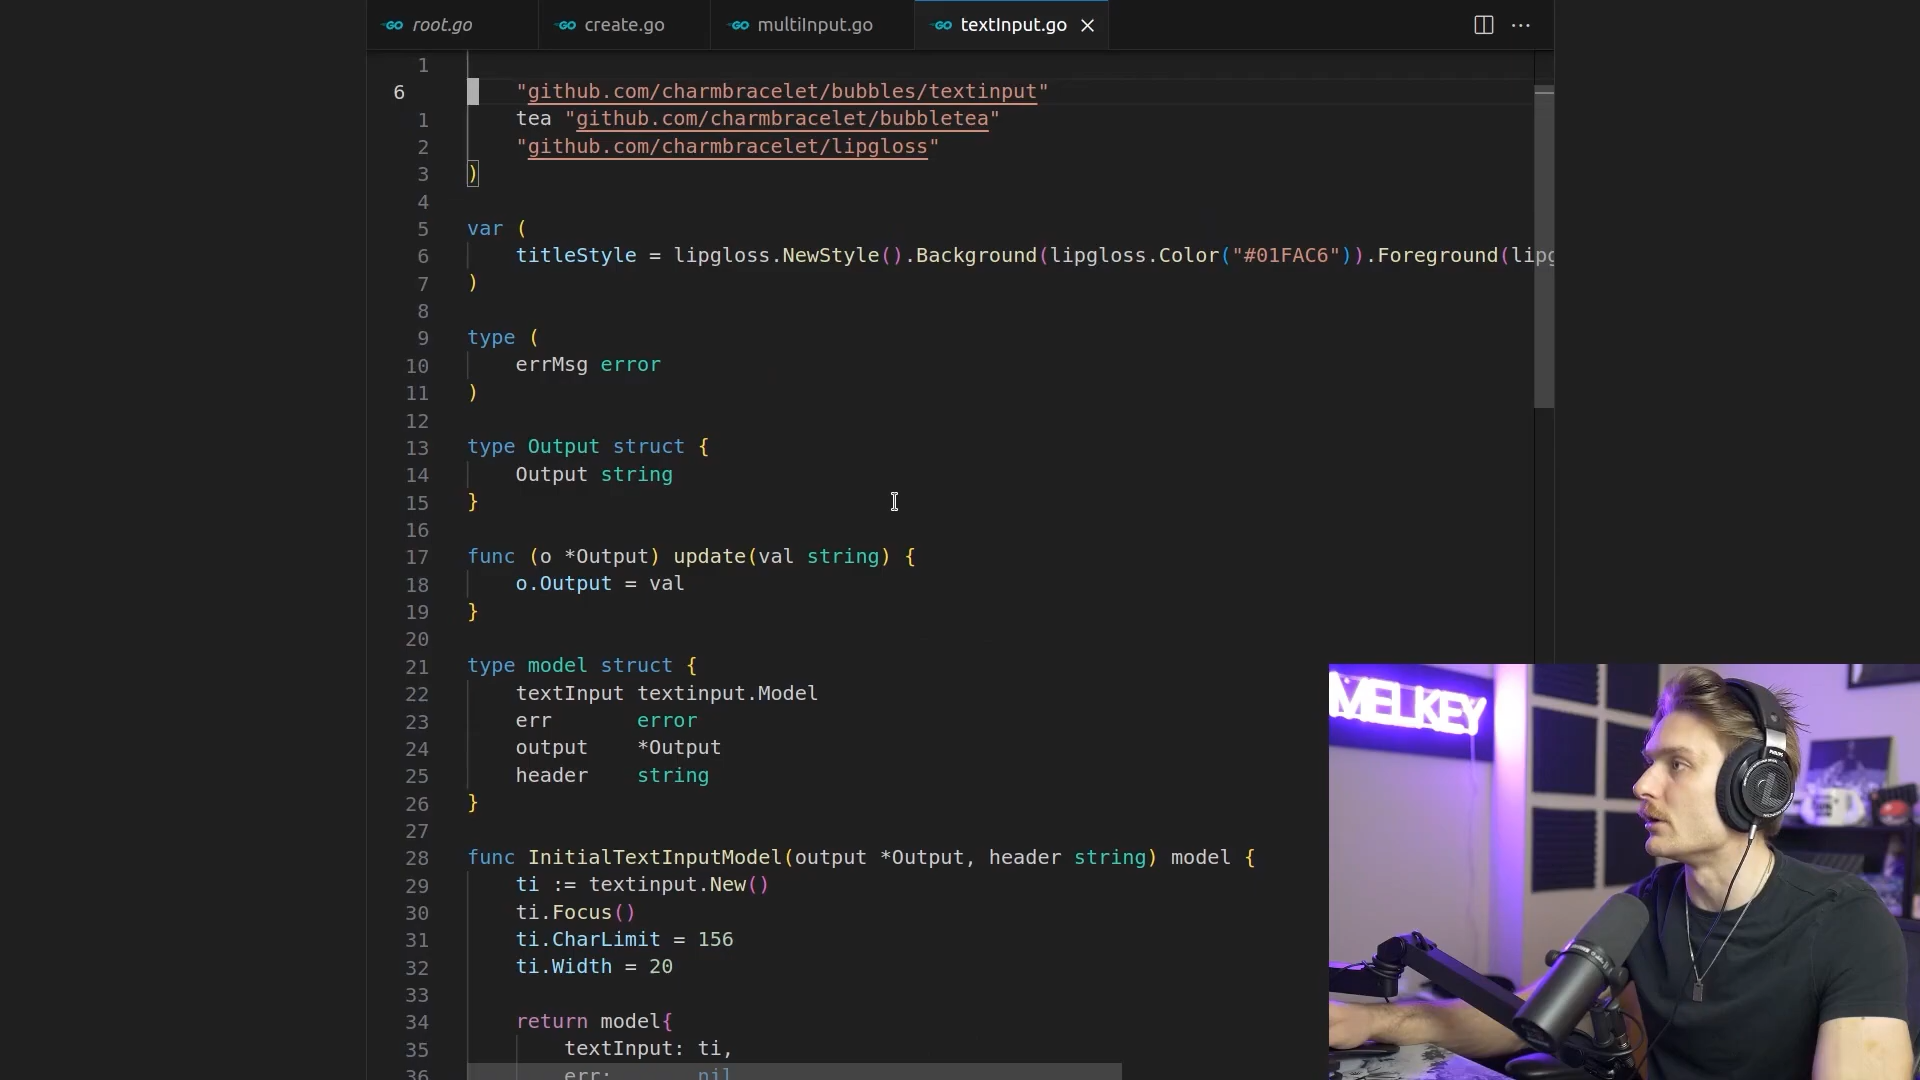 root.go create.go multiInput.go textInput.go
1
6 "github.com/charmbracelet/bubbles/textinput"
1 tea "github.com/charmbracelet/bubbletea"
2 "github.com/charmbracelet/lipgloss"
3 )
4
5 var (
6 titleStyle = lipgloss.NewStyle().Background(lipgloss.Color("#01FAC6")).Foreground(lipg
7 )
8
9 type (
10 errMsg error
11 )
12
13 type Output struct {
14 Output string
15 }
16
17 func (o *Output) update(val string) {
18 o.Output = val
19 }
20
21 type model struct {
22 textInput textinput.Model
23 err error
24 output *Output
25 header string
26 }
27
28 func InitialTextInputModel(output *Output, header string) model {
29 ti := textinput.New()
30 ti.Focus()
31 ti.CharLimit = 156
32 ti.Width = 20
33
34 return model{
35 textInput: ti,
36 err: nil
MELKEY